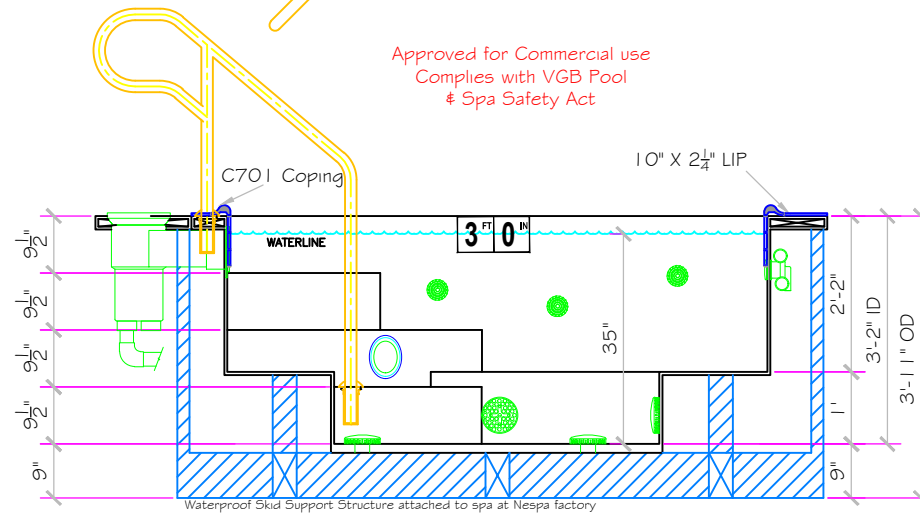 Approved for Commercial use
Complies with VGB Pool
& Spa Safety Act
C701 Coping
10" X 2¼" LIP
WATERLINE
3 FT 0 IN
9½"
9½"
9½"
9½"
9"
35"
2'-2"
1'
9"
3'-2" ID
3'-11" OD
Waterproof Skid Support Structure attached to spa at Nespa factory